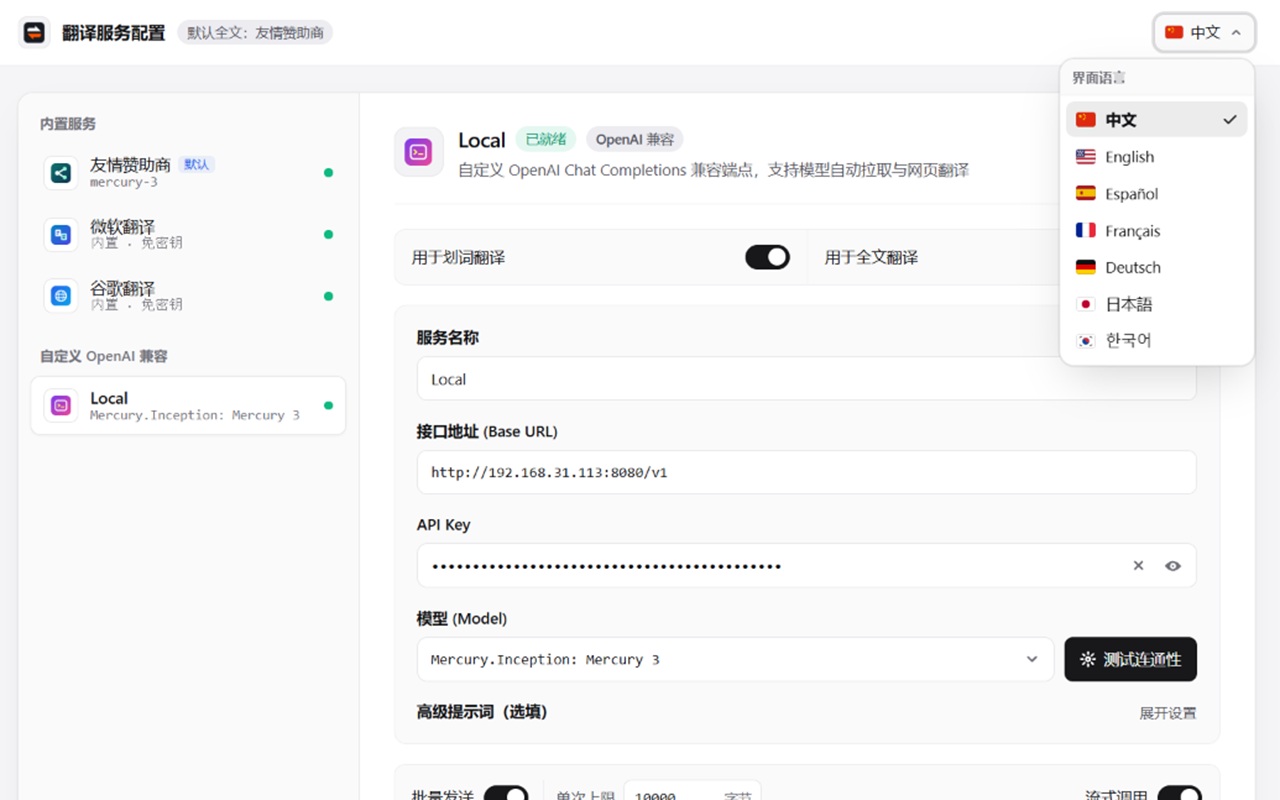 翻译服务配置 默认全文：友情赞助商 中文
界面语言
中文
English
Español
Français
Deutsch
日本語
한국어
内置服务
友情赞助商 默认
mercury-3
微软翻译
内置 · 免密钥
谷歌翻译
内置 · 免密钥
自定义 OpenAI 兼容
Local
Mercury.Inception: Mercury 3
Local 已就绪 OpenAI 兼容
自定义 OpenAI Chat Completions 兼容端点，支持模型自动拉取与网页翻译
用于划词翻译 用于全文翻译
服务名称
Local
接口地址 (Base URL)
http://192.168.31.113:8080/v1
API Key
模型 (Model)
Mercury.Inception: Mercury 3 测试连通性
高级提示词（选填） 展开设置
批量发送 单次上限 10000 字节 流式调用